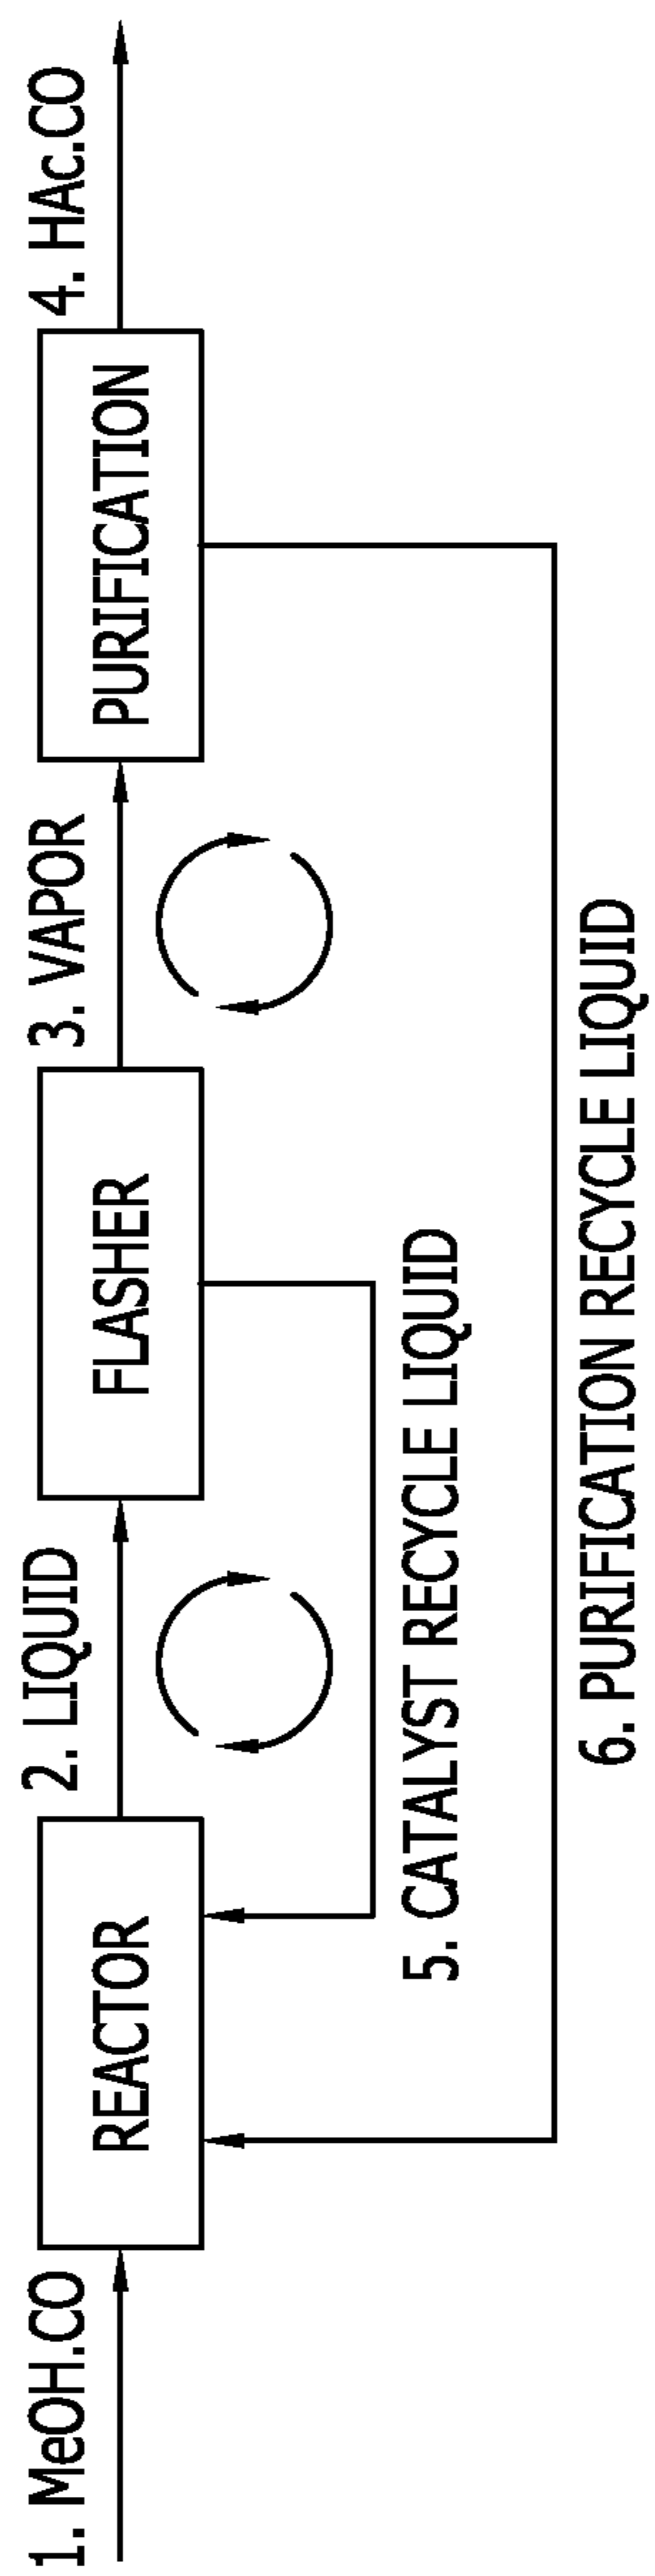 1. MeOH.CO
REACTOR
2. LIQUID
FLASHER
3. VAPOR
PURIFICATION
4. HAc.CO
5. CATALYST RECYCLE LIQUID
6. PURIFICATION RECYCLE LIQUID